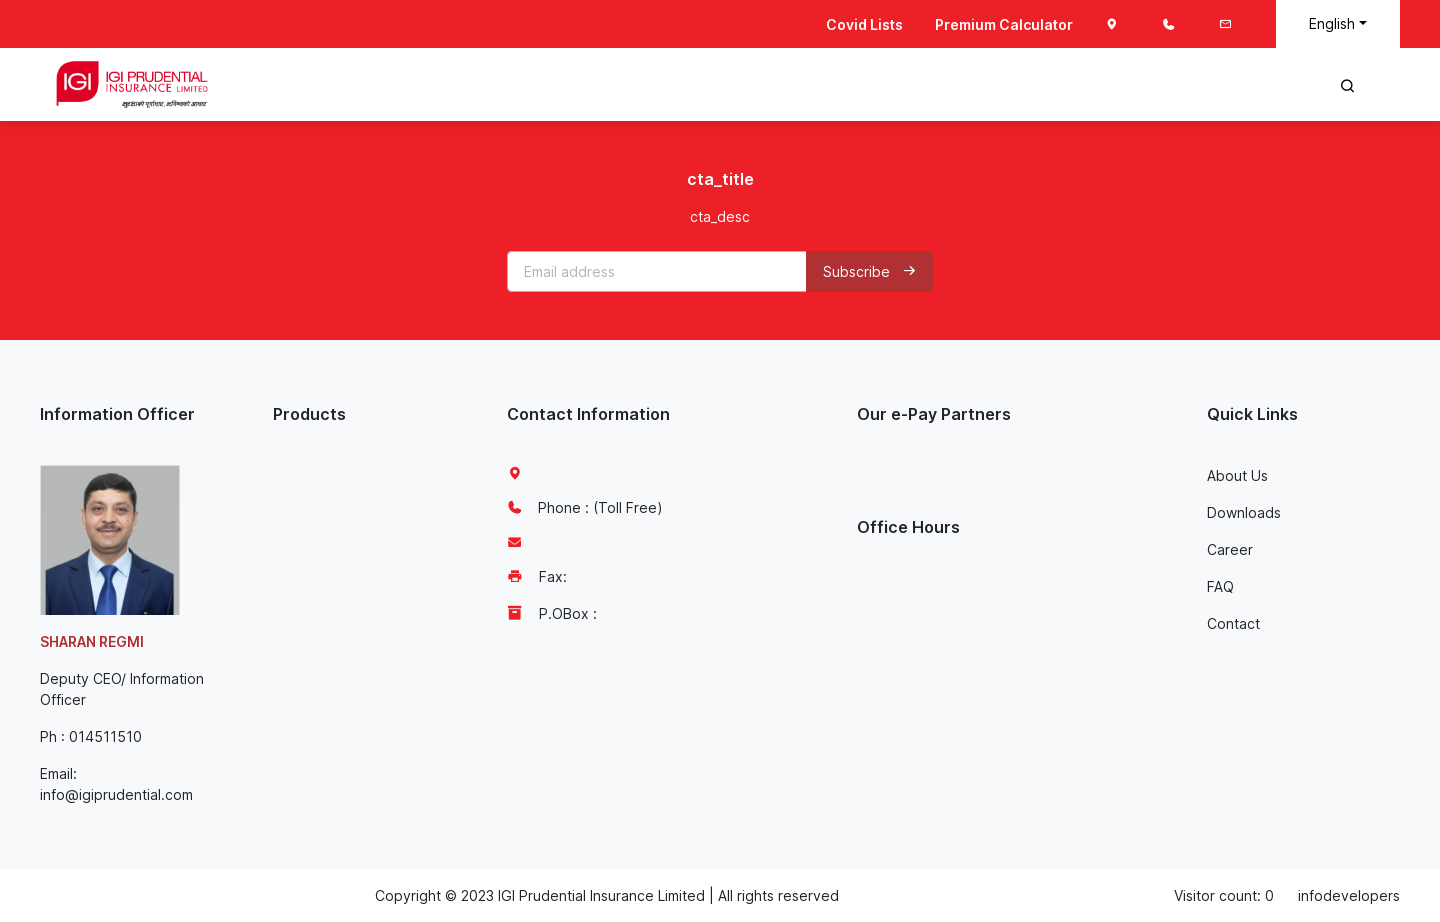 Covid Lists
Premium Calculator
English
IGI
IGI PRUDENTIAL
INSURANCE LIMITED
cta_title
cta_desc
Email address
Subscribe
Information Officer
SHARAN REGMI
Deputy CEO/ Information
Officer
Ph : 014511510
Email:
info@igiprudential.com
Products
Contact Information
Phone : (Toll Free)
Fax:
P.OBox :
Our e-Pay Partners
Office Hours
Quick Links
About Us
Downloads
Career
FAQ
Contact
Copyright © 2023 IGI Prudential Insurance Limited | All rights reserved
Visitor count: 0
infodevelopers